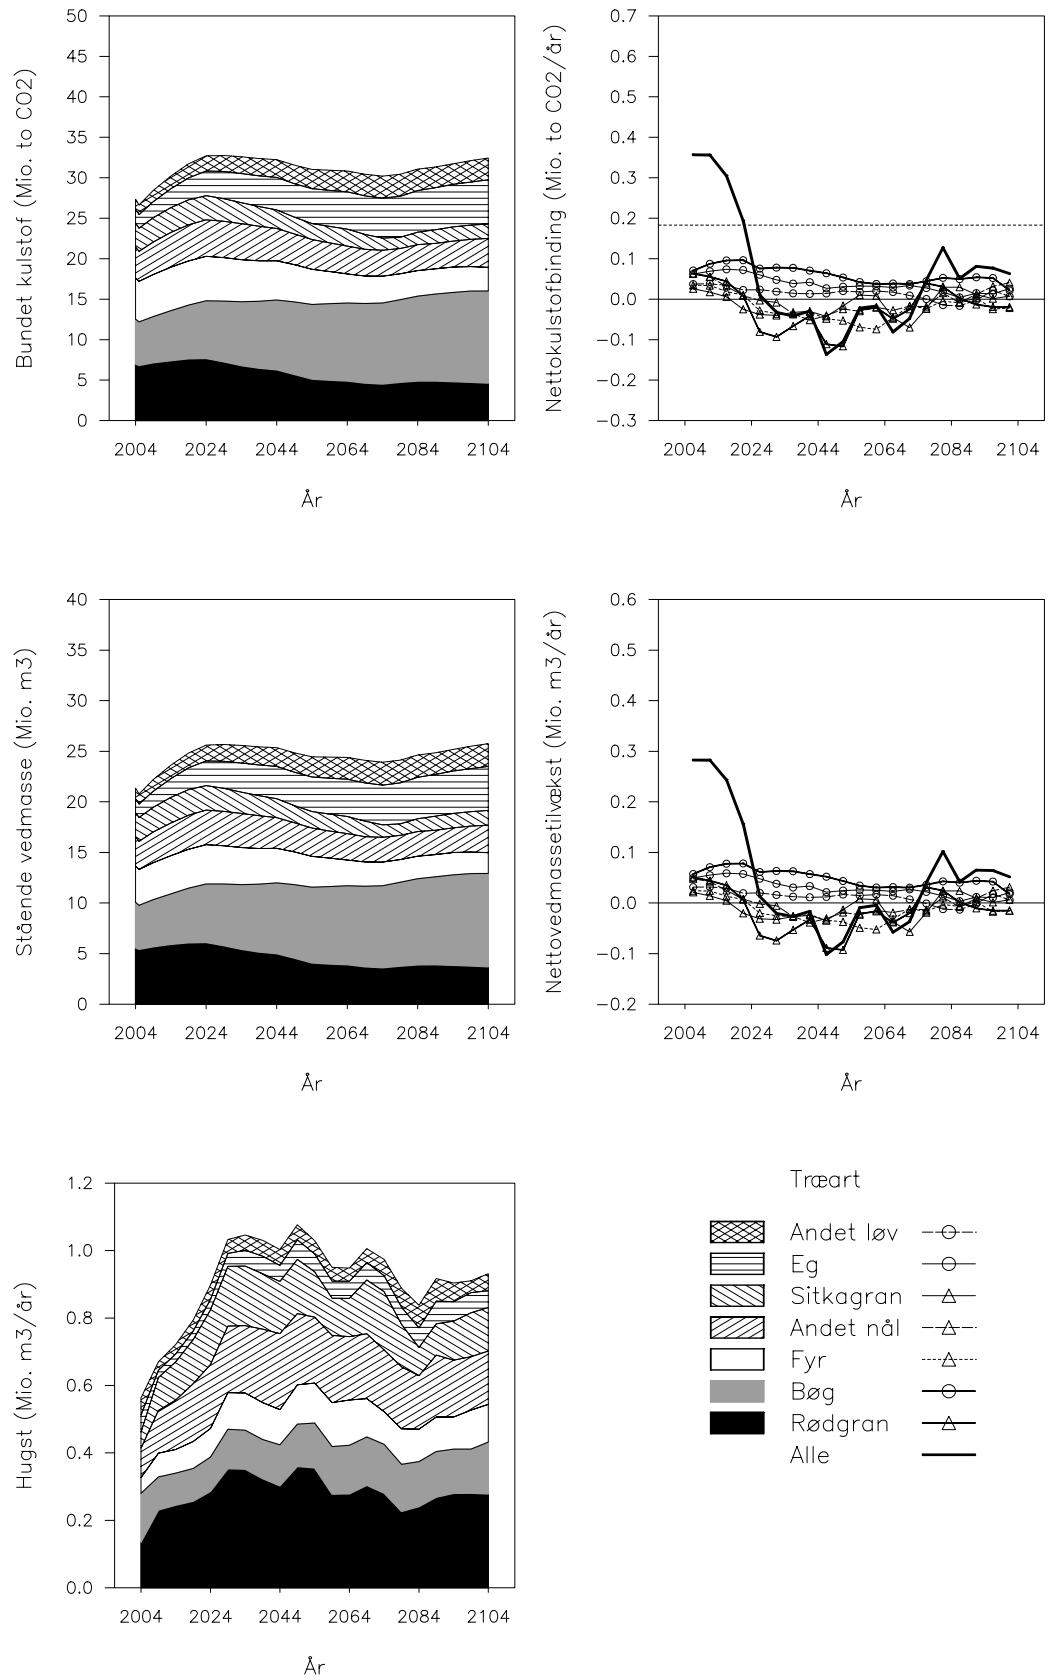 Bundet kulstof (Mio. to CO2)
50
45
40
35
30
25
20
15
10
5
0
2004 2024 2044 2064 2084 2104
År
Nettokulstofbinding (Mio. to CO2/år)
0.7
0.6
0.5
0.4
0.3
0.2
0.1
0.0
−0.1
−0.2
−0.3
2004 2024 2044 2064 2084 2104
År
Stående vedmasse (Mio. m3)
40
35
30
25
20
15
10
5
0
2004 2024 2044 2064 2084 2104
År
Nettovedmassetilvækst (Mio. m3/år)
0.6
0.5
0.4
0.3
0.2
0.1
0.0
−0.1
−0.2
2004 2024 2044 2064 2084 2104
År
Hugst (Mio. m3/år)
1.2
1.0
0.8
0.6
0.4
0.2
0.0
2004 2024 2044 2064 2084 2104
År
Træart
Andet løv
Eg
Sitkagran
Andet nål
Fyr
Bøg
Rødgran
Alle